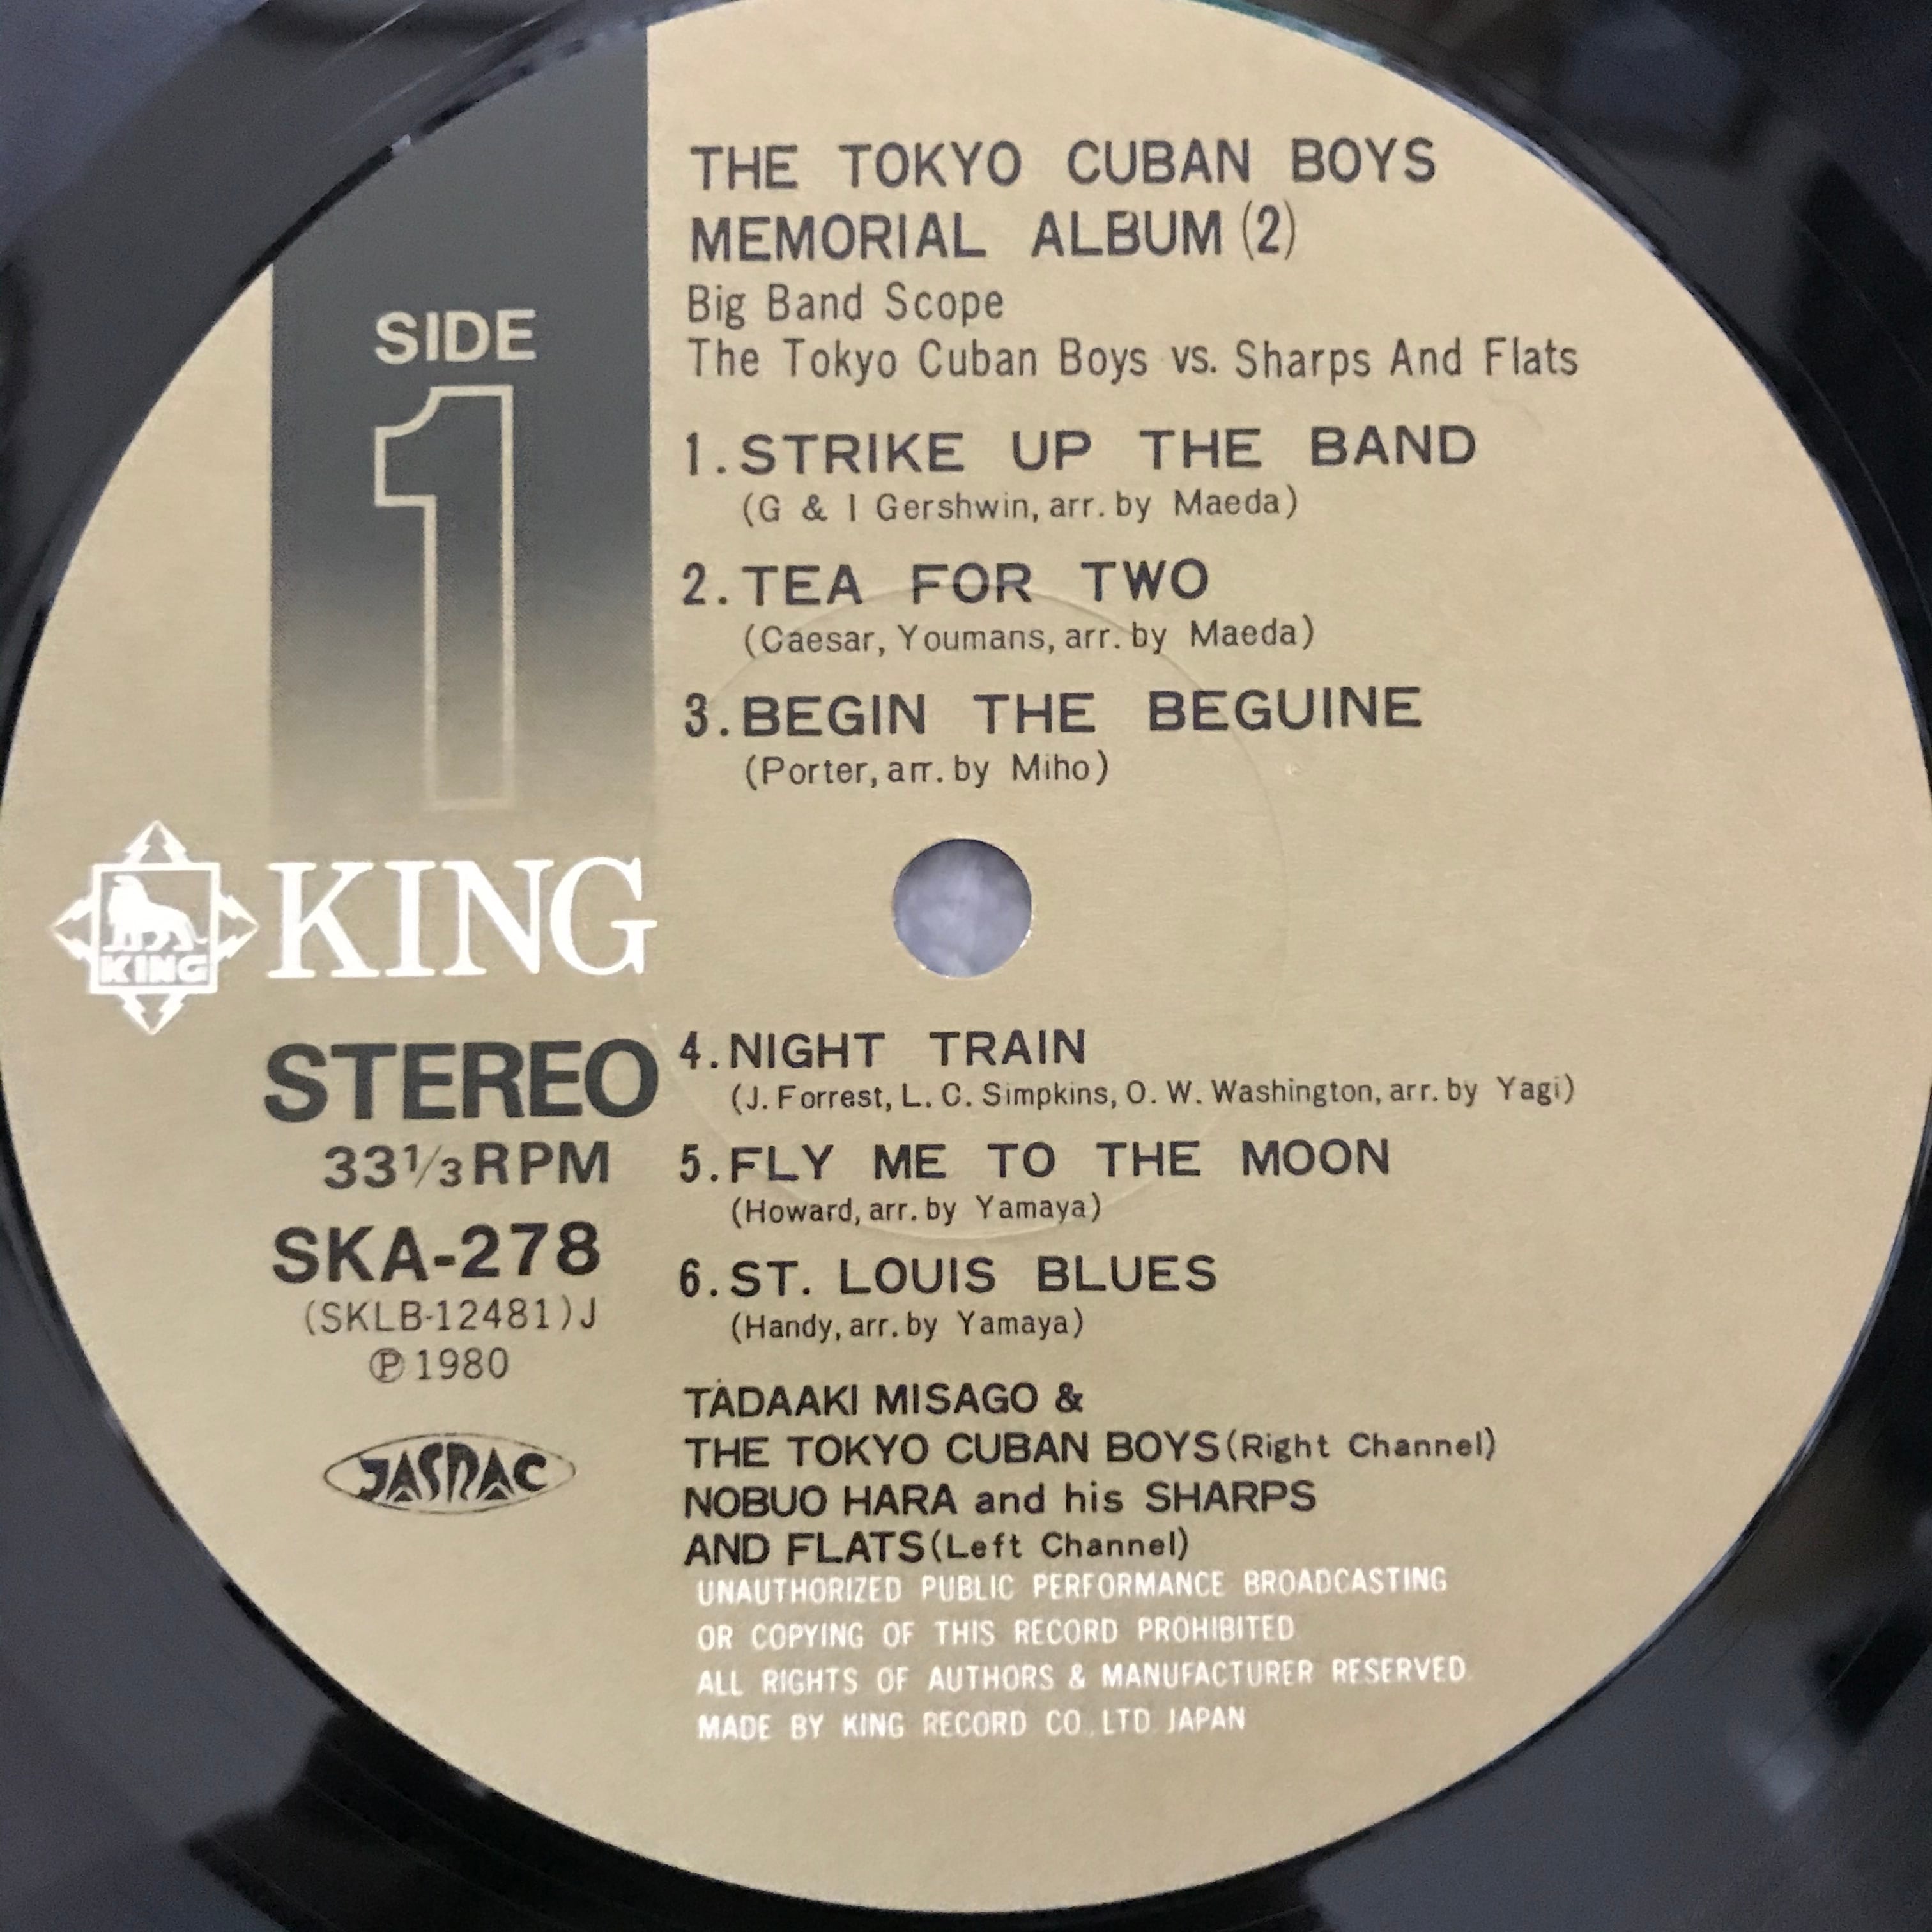 SIDE
1
KING
KING
STEREO
33 1/3 RPM
SKA-278
(SKLB-12481)J
Ⓟ1980
JASRAC
THE TOKYO CUBAN BOYS
MEMORIAL ALBUM (2)
Big Band Scope
The Tokyo Cuban Boys vs. Sharps And Flats
1. STRIKE UP THE BAND
(G & I Gershwin, arr. by Maeda)
2. TEA FOR TWO
(Caesar, Youmans, arr. by Maeda)
3. BEGIN THE BEGUINE
(Porter, arr. by Miho)
4. NIGHT TRAIN
(J. Forrest, L. C. Simpkins, O. W. Washington, arr. by Yagi)
5. FLY ME TO THE MOON
(Howard, arr. by Yamaya)
6. ST. LOUIS BLUES
(Handy, arr. by Yamaya)
TADAAKI MISAGO &
THE TOKYO CUBAN BOYS(Right Channel)
NOBUO HARA and his SHARPS
AND FLATS(Left Channel)
UNAUTHORIZED PUBLIC PERFORMANCE BROADCASTING
OR COPYING OF THIS RECORD PROHIBITED
ALL RIGHTS OF AUTHORS & MANUFACTURER RESERVED.
MADE BY KING RECORD CO., LTD. JAPAN